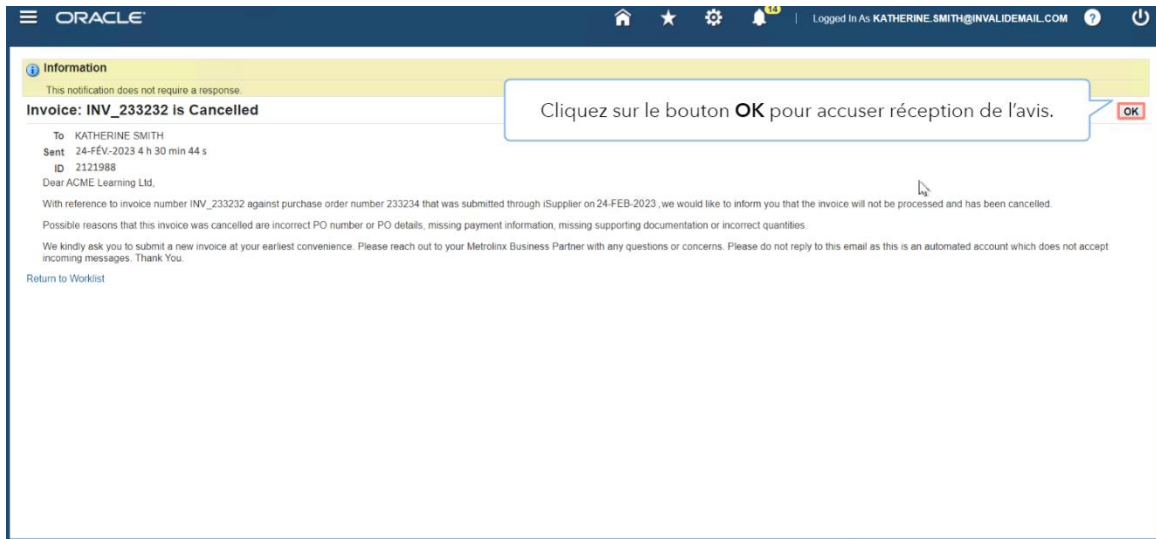 ORACLE
14
Logged In As KATHERINE.SMITH@INVALIDEMAIL.COM
?
Information
This notification does not require a response.
Invoice: INV_233232 is Cancelled
Cliquez sur le bouton OK pour accuser réception de l'avis.
OK
To KATHERINE SMITH
Sent 24-FÉV.-2023 4 h 30 min 44 s
ID 2121988
Dear ACME Learning Ltd,
With reference to invoice number INV_233232 against purchase order number 233234 that was submitted through iSupplier on 24-FEB-2023 , we would like to inform you that the invoice will not be processed and has been cancelled.
Possible reasons that this invoice was cancelled are incorrect PO number or PO details, missing payment information, missing supporting documentation or incorrect quantities.
We kindly ask you to submit a new invoice at your earliest convenience. Please reach out to your Metrolinx Business Partner with any questions or concerns. Please do not reply to this email as this is an automated account which does not accept
incoming messages. Thank You.
Return to Worklist